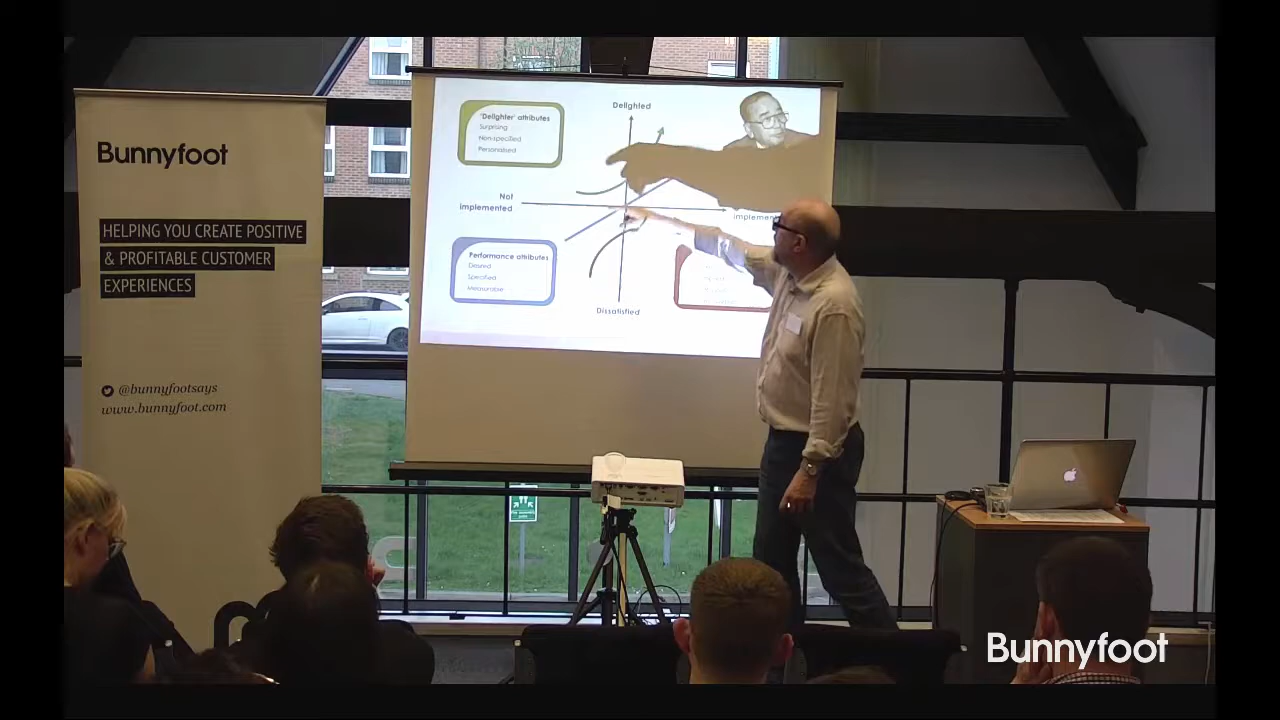 Bunnyfoot
HELPING YOU CREATE POSITIVE
& PROFITABLE CUSTOMER
EXPERIENCES
@bunnyfootsays
www.bunnyfoot.com
Delighted
'Delighter' attributes
Surprising
Non-specified
Personalised
Not
implemented
Performance attributes
Desired
Specified
Measurable
Dissatisfied
Bunnyfoot